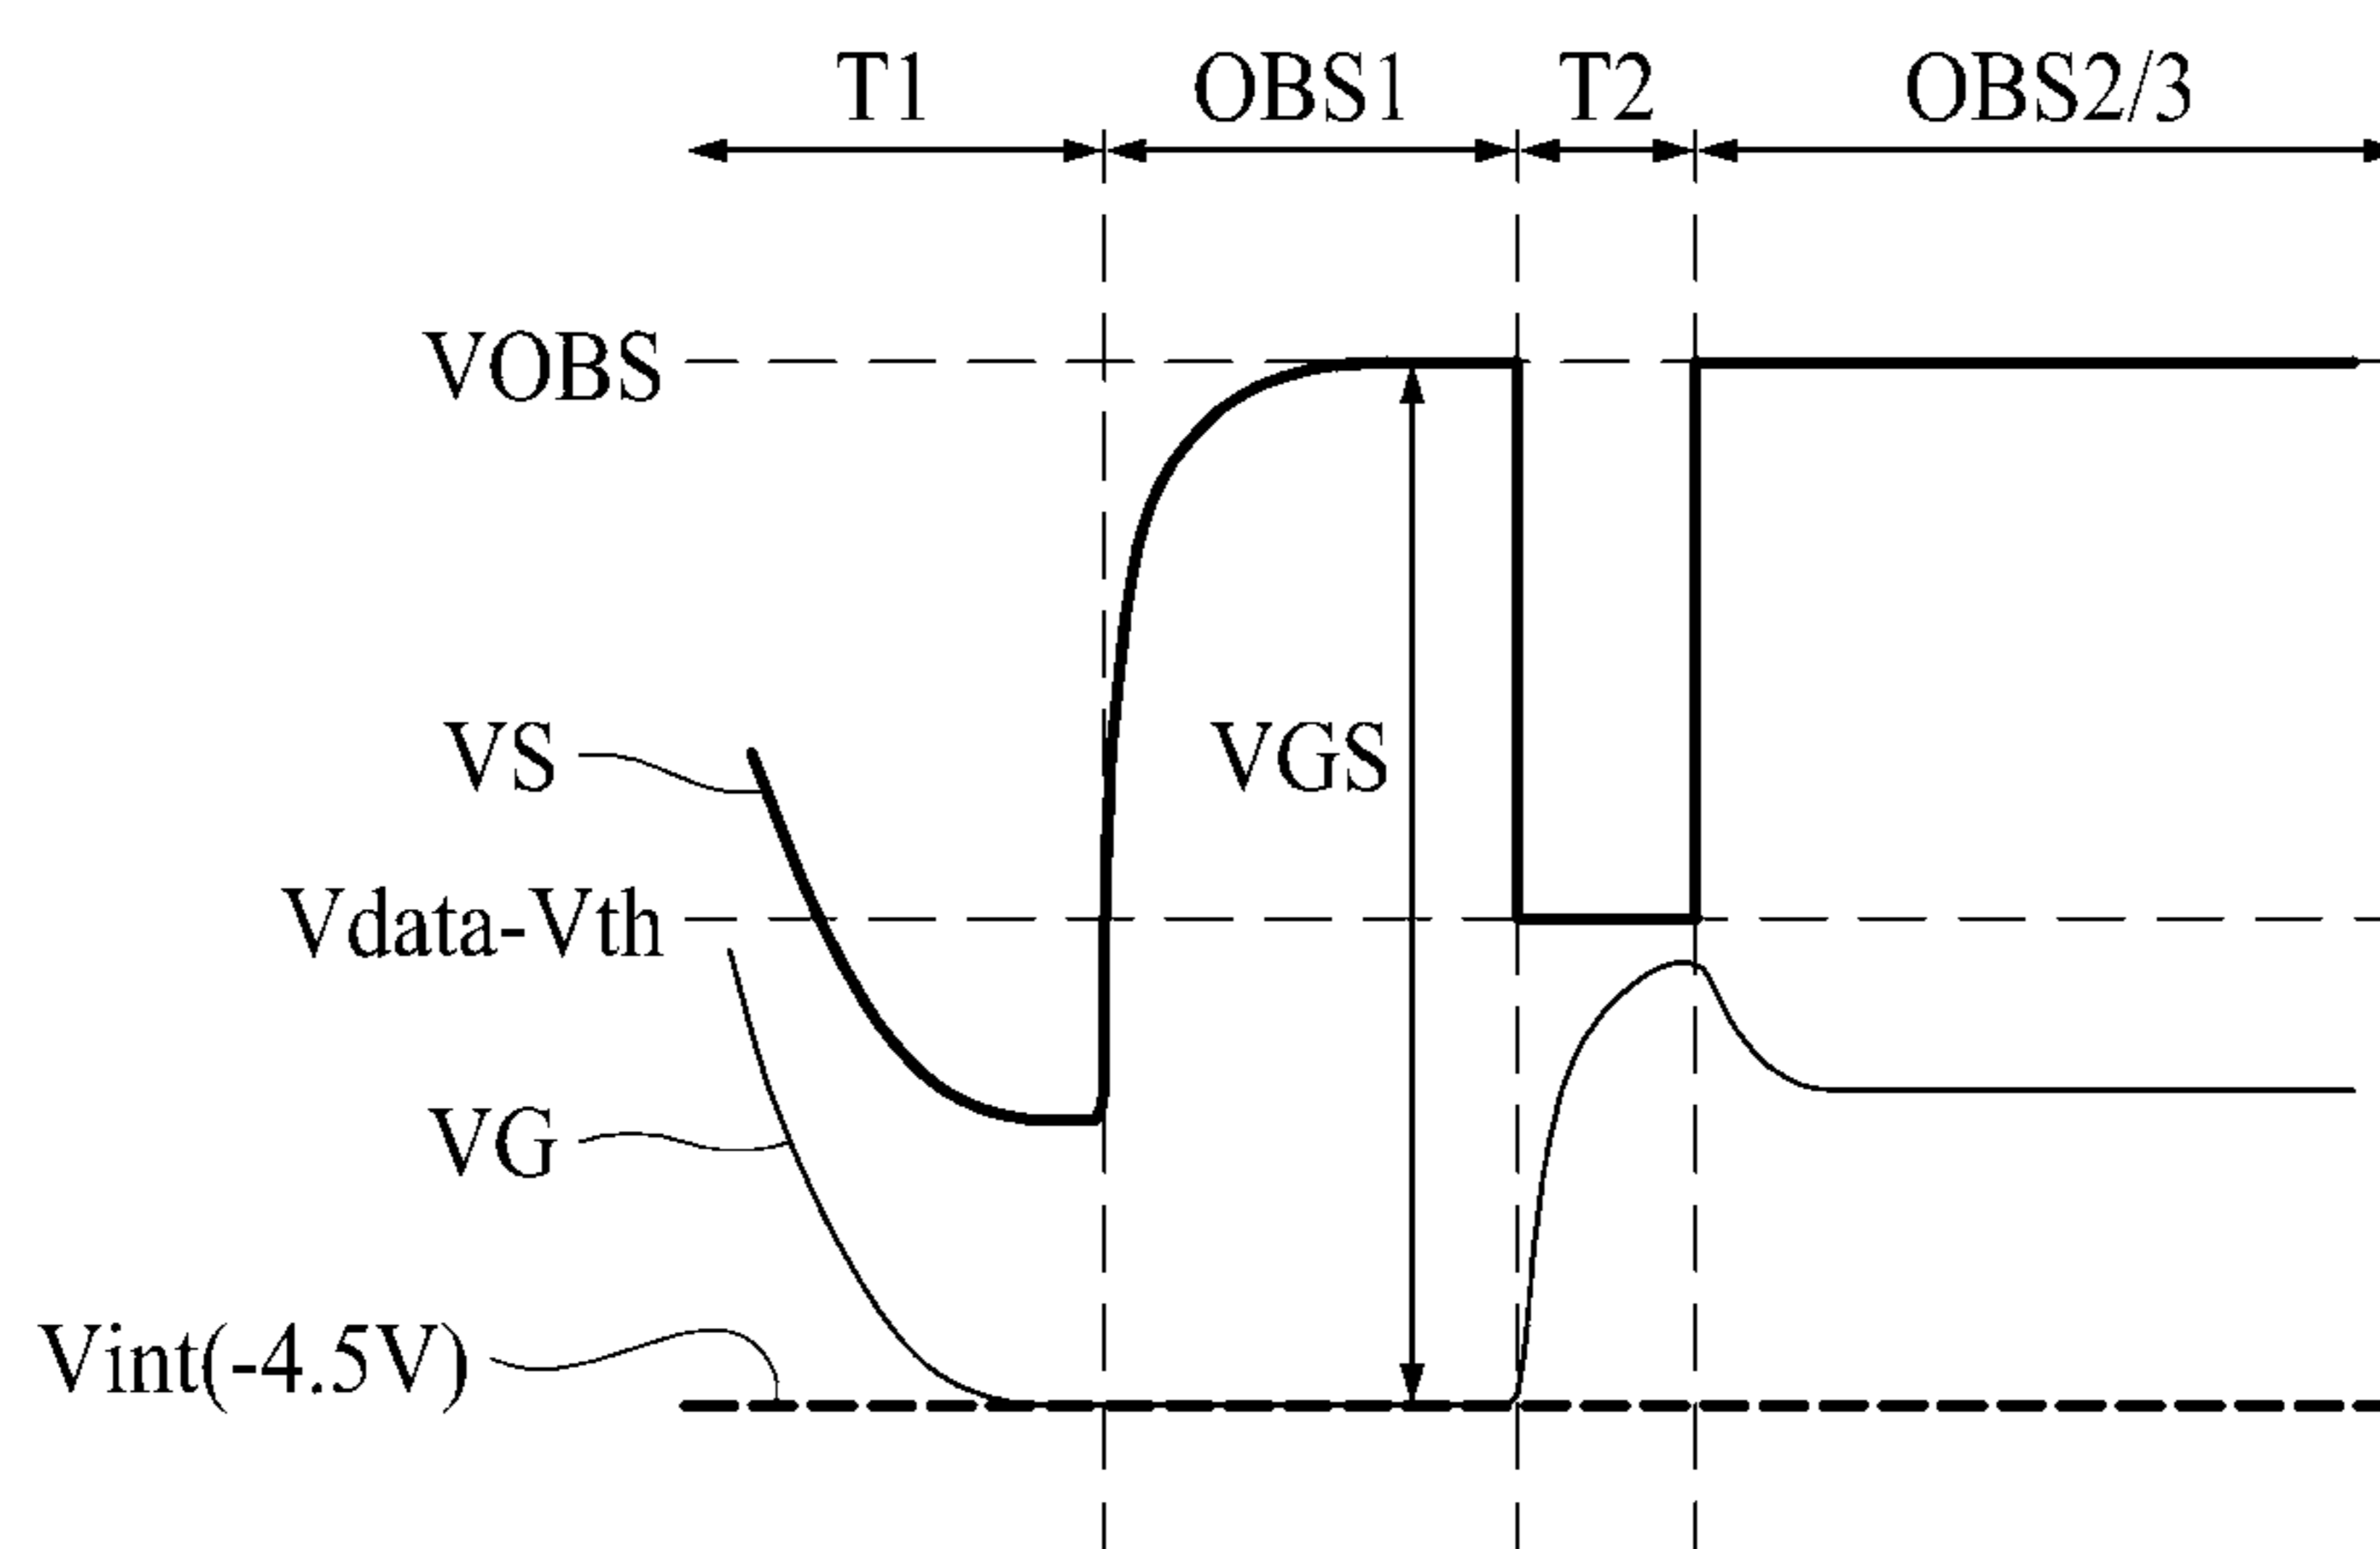 T1 OBS1 T2 OBS2/3
VOBS
VS VGS
Vdata-Vth
VG
Vint(-4.5V)